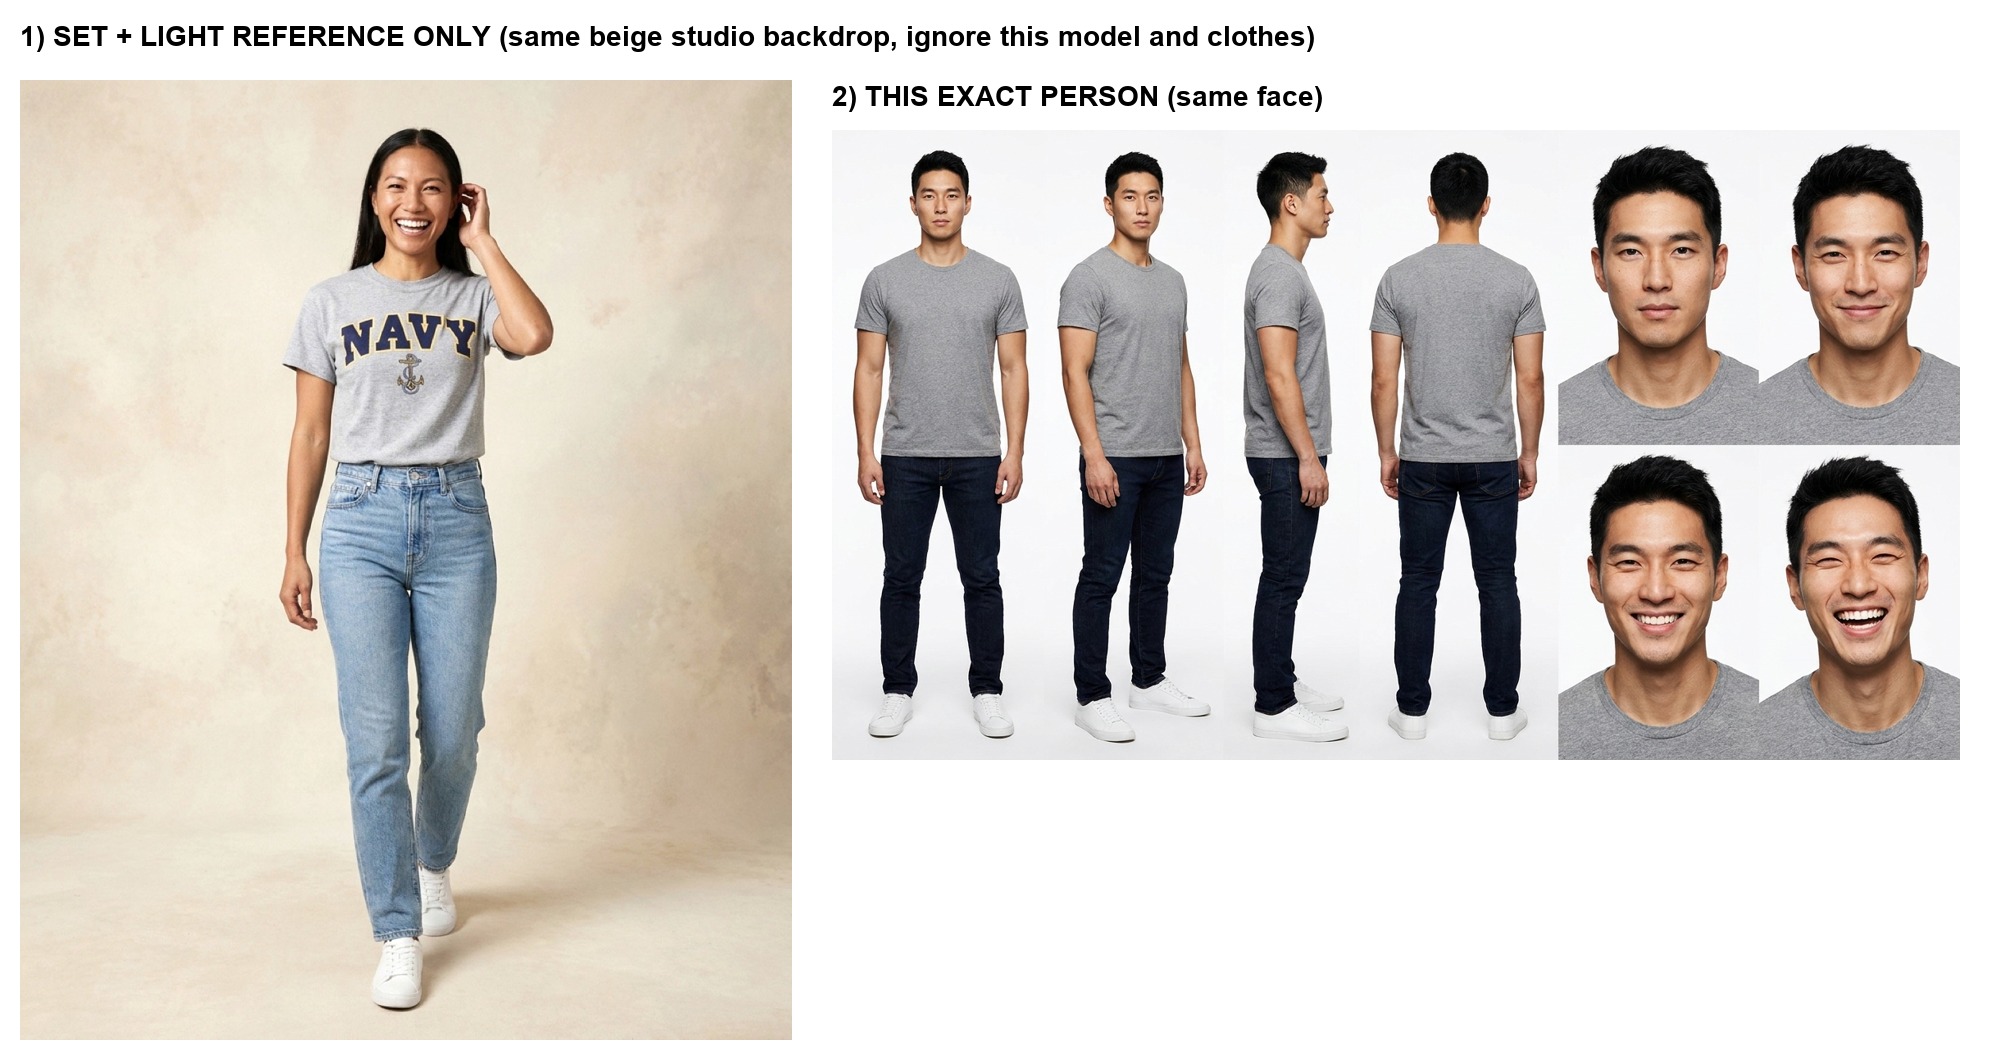 1) SET + LIGHT REFERENCE ONLY (same beige studio backdrop, ignore this model and clothes)
2) THIS EXACT PERSON (same face)
NAVY